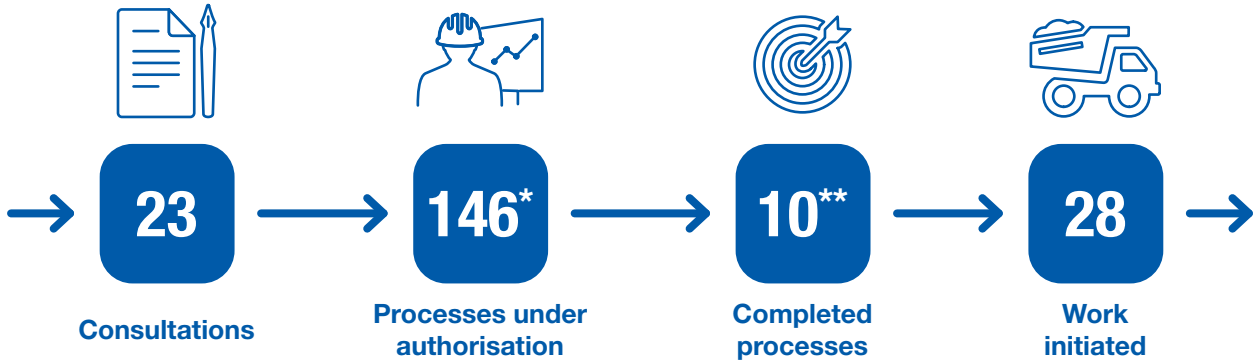 23
146*
10**
28
Consultations
Processes under
authorisation
Completed
processes
Work
initiated